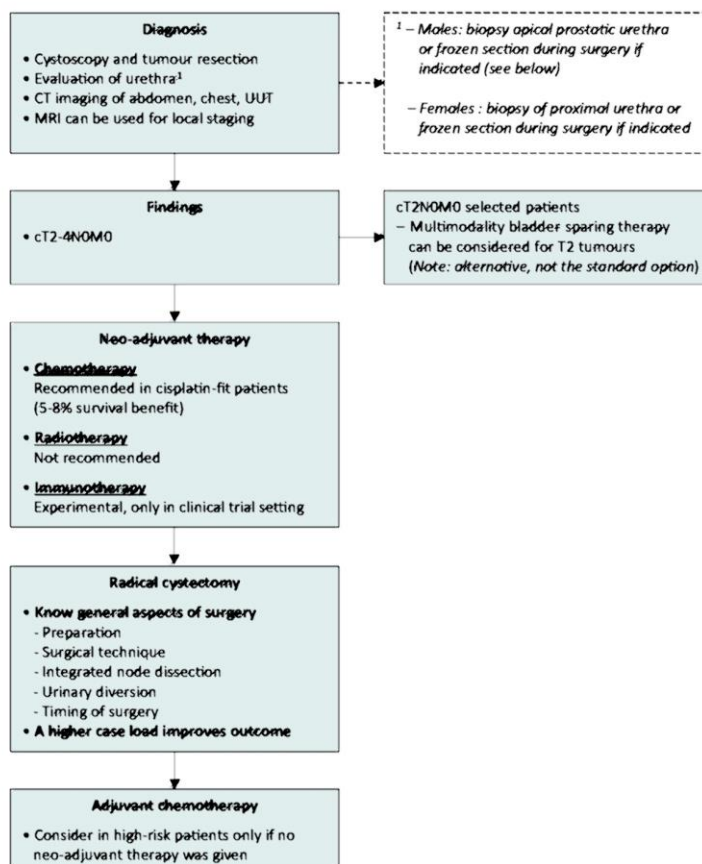 Diagnosis
• Cystoscopy and tumour resection
• Evaluation of urethra¹
• CT imaging of abdomen, chest, UUT
• MRI can be used for local staging
¹ – Males: biopsy apical prostatic urethra
or frozen section during surgery if
indicated (see below)
– Females : biopsy of proximal urethra or
frozen section during surgery if indicated
Findings
• cT2-4N0M0
cT2N0M0 selected patients
– Multimodality bladder sparing therapy
can be considered for T2 tumours
(Note: alternative, not the standard option)
Neo-adjuvant therapy
• Chemotherapy
Recommended in cisplatin-fit patients
(5-8% survival benefit)
• Radiotherapy
Not recommended
• Immunotherapy
Experimental, only in clinical trial setting
Radical cystectomy
• Know general aspects of surgery
- Preparation
- Surgical technique
- Integrated node dissection
- Urinary diversion
- Timing of surgery
• A higher case load improves outcome
Adjuvant chemotherapy
• Consider in high-risk patients only if no
neo-adjuvant therapy was given